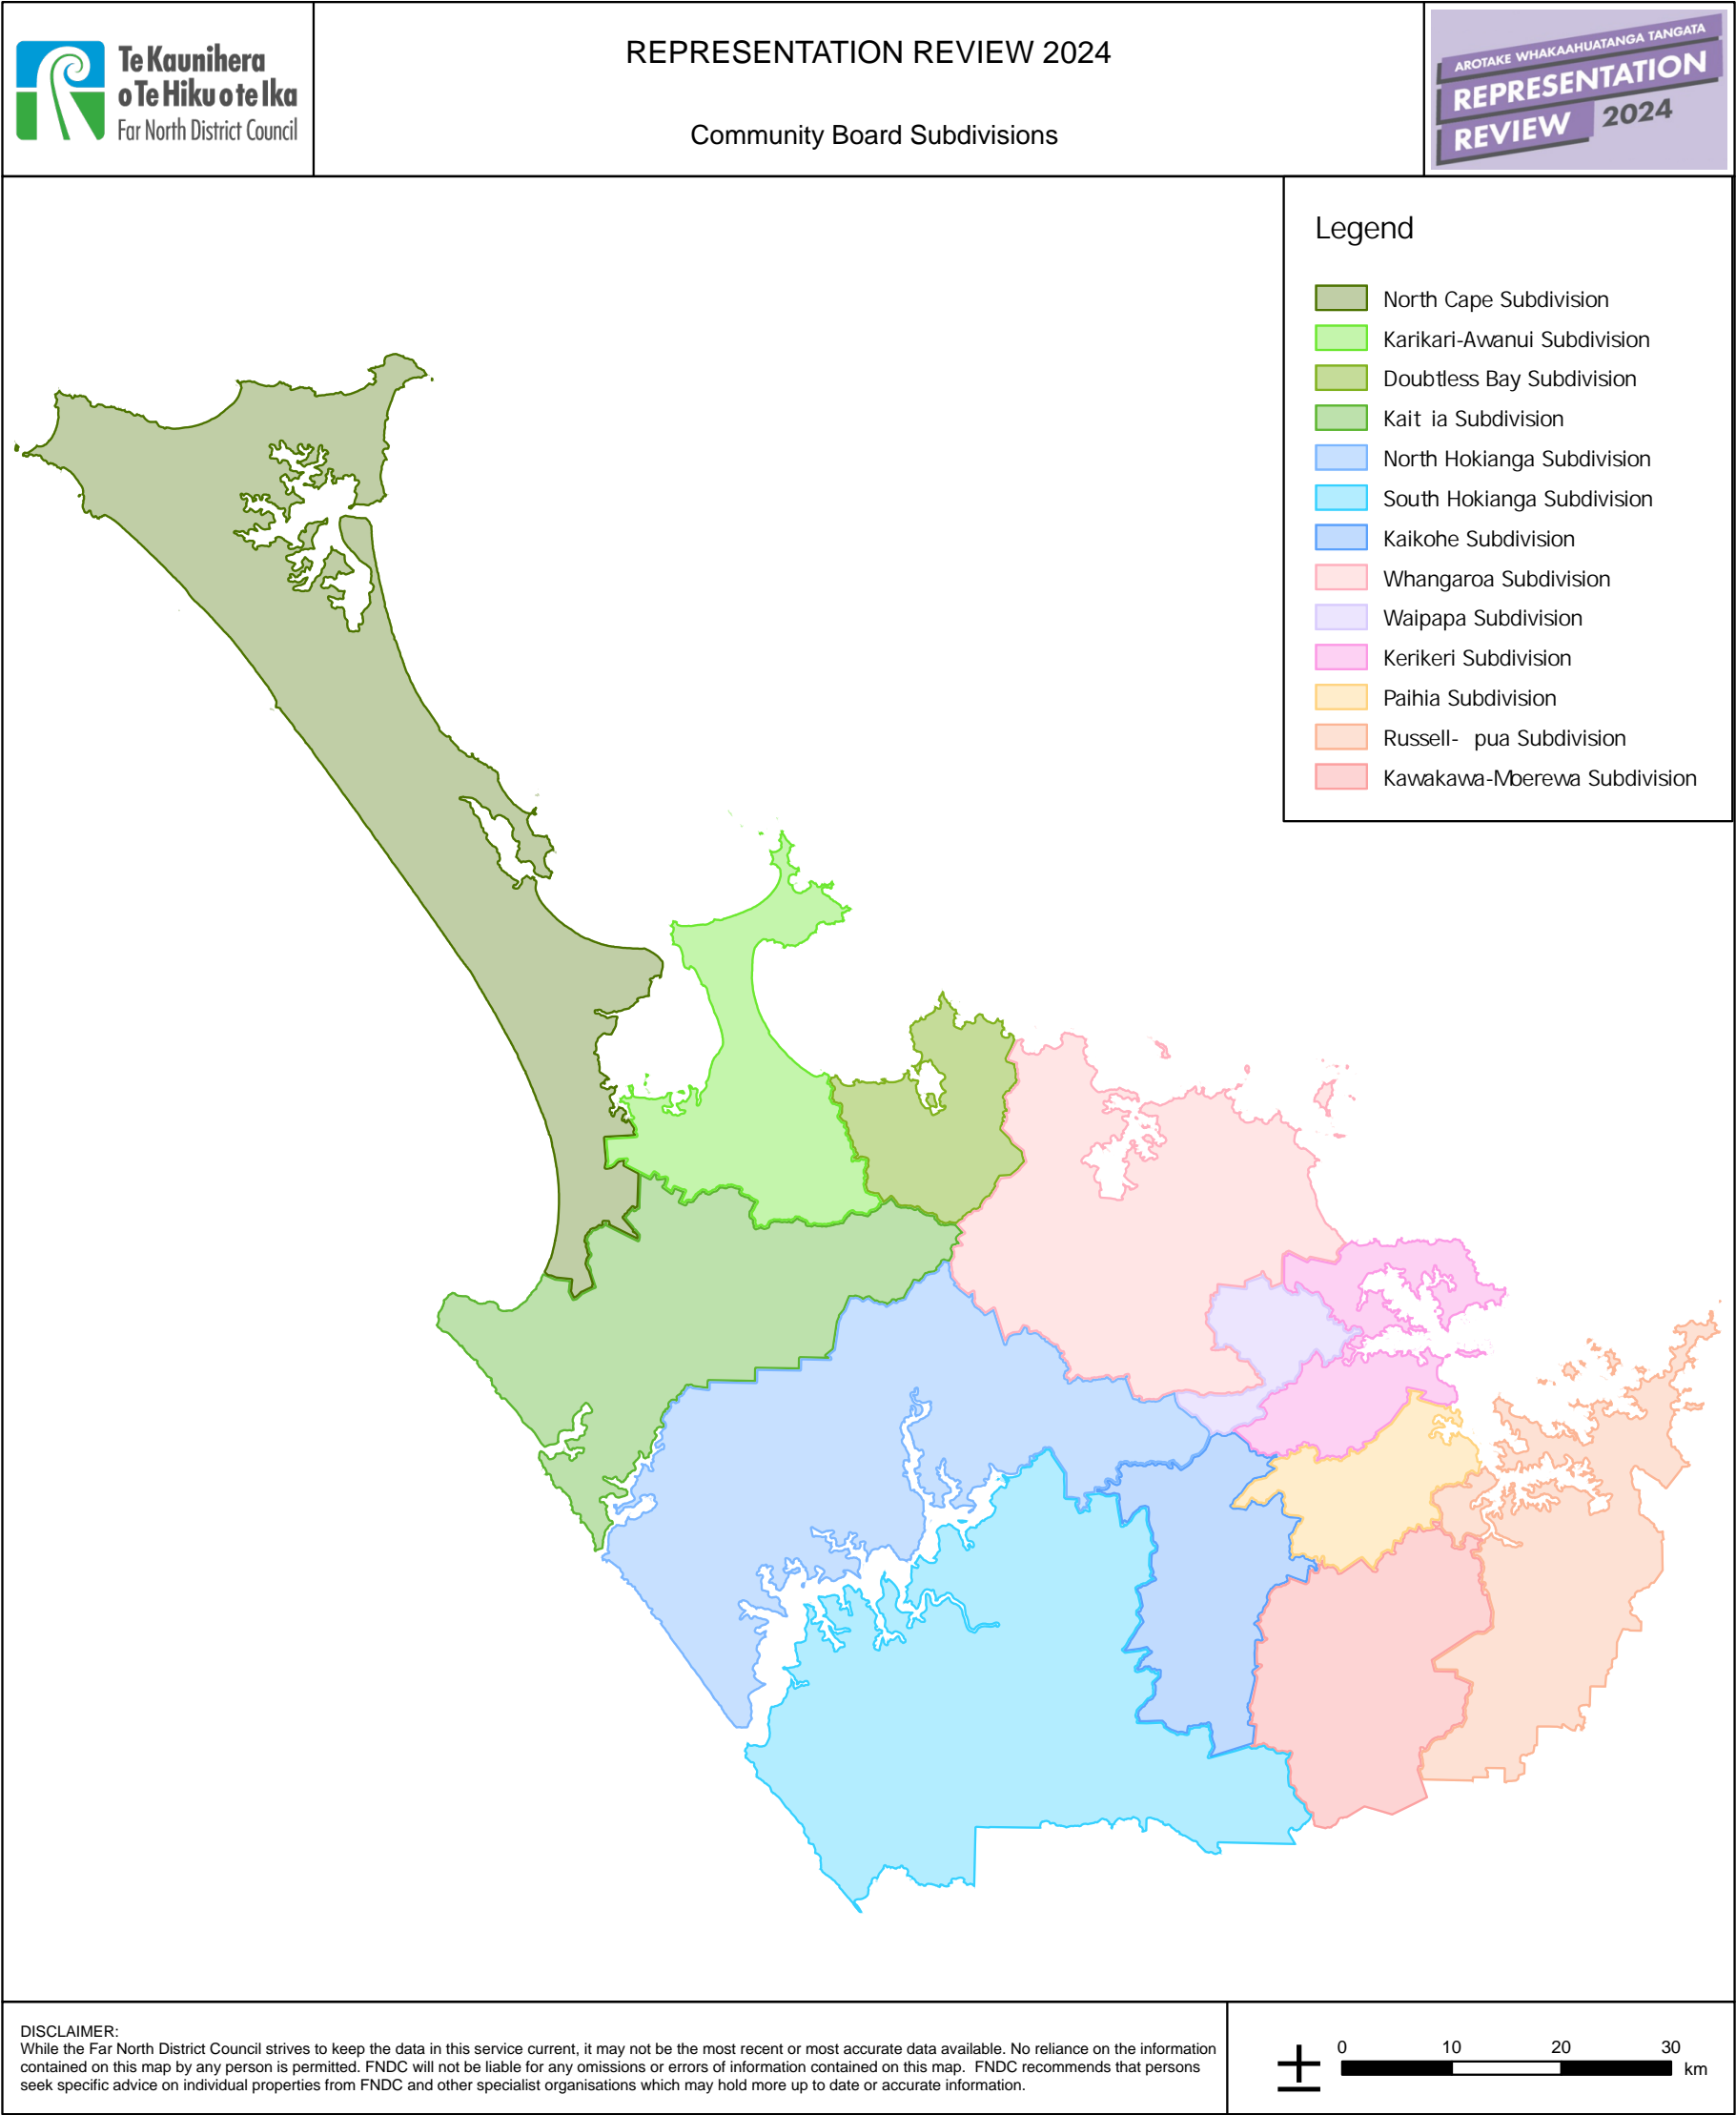 Te Kaunihera
o Te Hiku o te Ika
Far North District Council
REPRESENTATION REVIEW 2024
Community Board Subdivisions
AROTAKE WHAKAAHUATANGA TANGATA
REPRESENTATION
REVIEW 2024
Legend
North Cape Subdivision
Karikari-Awanui Subdivision
Doubtless Bay Subdivision
Kait ia Subdivision
North Hokianga Subdivision
South Hokianga Subdivision
Kaikohe Subdivision
Whangaroa Subdivision
Waipapa Subdivision
Kerikeri Subdivision
Paihia Subdivision
Russell- pua Subdivision
Kawakawa-Moerewa Subdivision
DISCLAIMER:
While the Far North District Council strives to keep the data in this service current, it may not be the most recent or most accurate data available. No reliance on the information
contained on this map by any person is permitted. FNDC will not be liable for any omissions or errors of information contained on this map. FNDC recommends that persons
seek specific advice on individual properties from FNDC and other specialist organisations which may hold more up to date or accurate information.
0 10 20 30
km